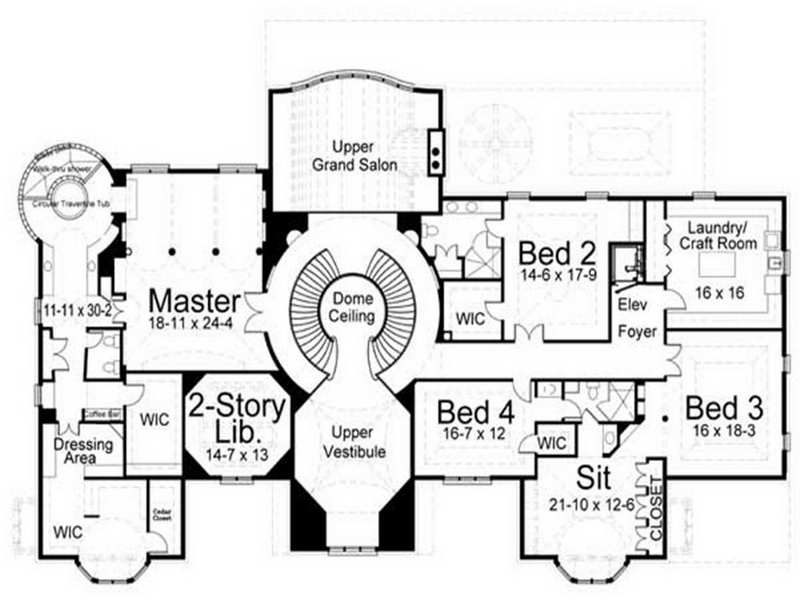 Upper
Grand Salon
Walk-thru shower
Circular Travertine Tub
Bed 2
14-6 x 17-9
Laundry/
Craft Room
16 x 16
Master
18-11 x 24-4
11-11 x 30-2
Dome
Ceiling
WIC
Elev
Foyer
WIC
Coffee Bar
2-Story
Lib.
14-7 x 13
Upper
Vestibule
Bed 4
16-7 x 12
WIC
Bed 3
16 x 18-3
Dressing
Area
Sit
21-10 x 12-6
CLOSET
WIC
Cedar
Closet